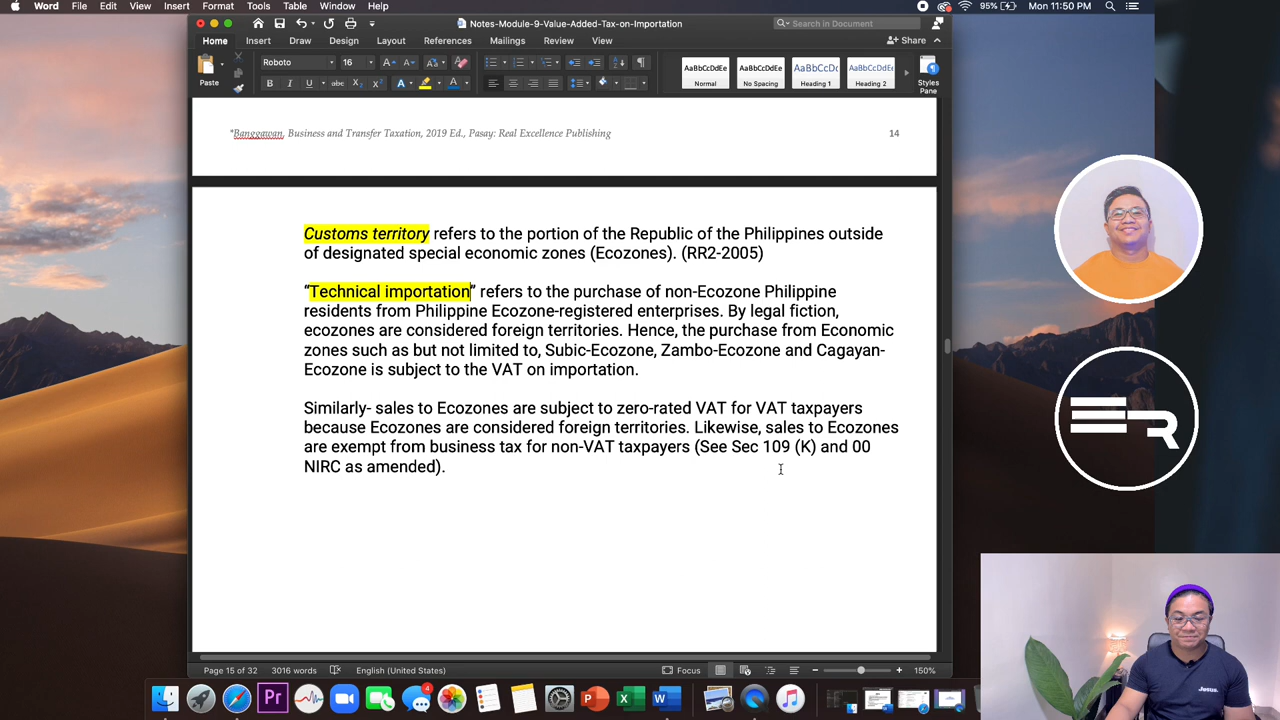 Word File Edit View Insert Format Tools Table Window Help 95% Mon 11:50 PM
Notes-Module-9-Value-Added-Tax-on-Importation Search in Document
Home Insert Draw Design Layout References Mailings Review View Share
Roboto 16
Paste
AaBbCcDdEe AaBbCcDdEe AaBbCcDc AaBbCcDdEe
Normal No Spacing Heading 1 Heading 2 Styles Pane
*Banggawan, Business and Transfer Taxation, 2019 Ed., Pasay: Real Excellence Publishing 14
Customs territory refers to the portion of the Republic of the Philippines outside
of designated special economic zones (Ecozones). (RR2-2005)
“Technical importation” refers to the purchase of non-Ecozone Philippine
residents from Philippine Ecozone-registered enterprises. By legal fiction,
ecozones are considered foreign territories. Hence, the purchase from Economic
zones such as but not limited to, Subic-Ecozone, Zambo-Ecozone and Cagayan-
Ecozone is subject to the VAT on importation.
Similarly- sales to Ecozones are subject to zero-rated VAT for VAT taxpayers
because Ecozones are considered foreign territories. Likewise, sales to Ecozones
are exempt from business tax for non-VAT taxpayers (See Sec 109 (K) and 00
NIRC as amended).
ER
Jesus.
Page 15 of 32 3016 words English (United States) Focus 150%
Pr 4